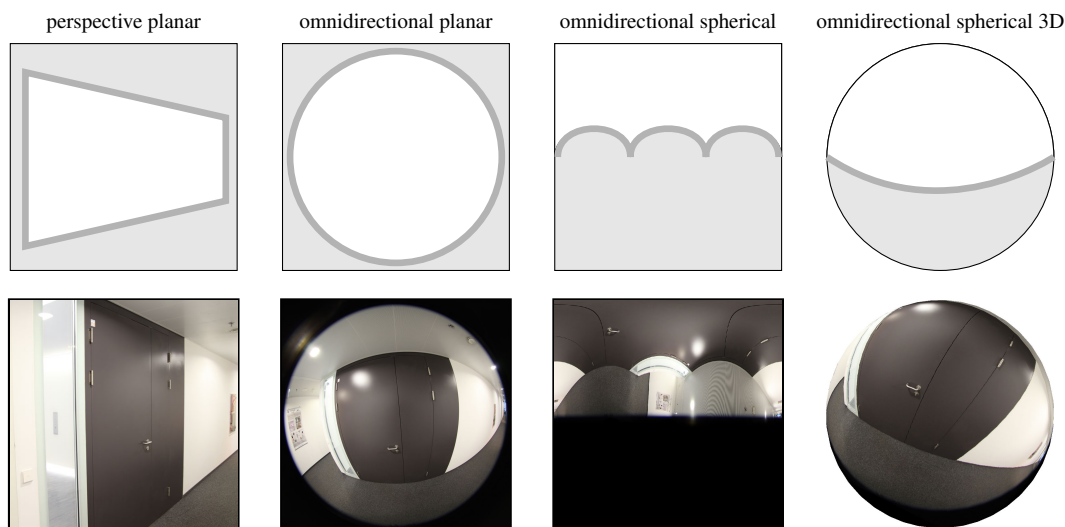 perspective planar
omnidirectional planar
omnidirectional spherical
omnidirectional spherical 3D